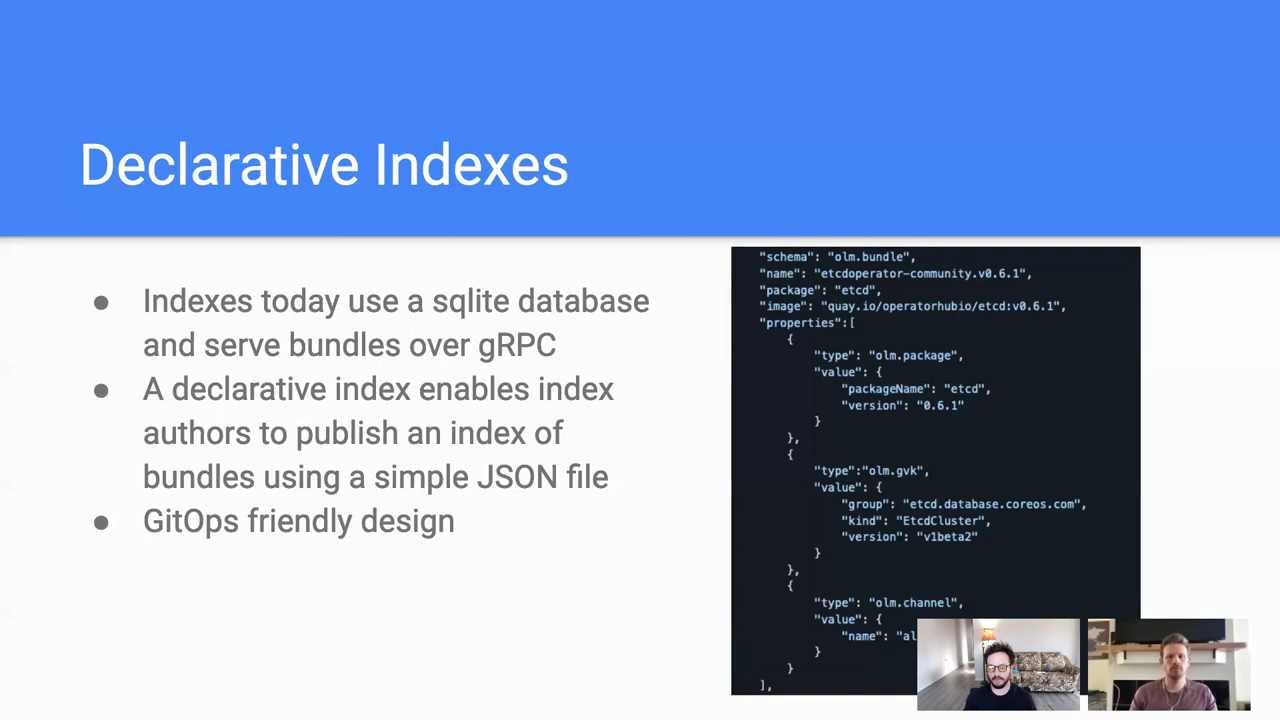 Declarative Indexes
● Indexes today use a sqlite database
and serve bundles over gRPC
● A declarative index enables index
authors to publish an index of
bundles using a simple JSON file
● GitOps friendly design
"schema": "olm.bundle",
"name": "etcdoperator-community.v0.6.1",
"package": "etcd",
"image": "quay.io/operatorhubio/etcd:v0.6.1",
"properties":[
{
"type": "olm.package",
"value": {
"packageName": "etcd",
"version": "0.6.1"
}
},
{
"type":"olm.gvk",
"value": {
"group": "etcd.database.coreos.com",
"kind": "EtcdCluster",
"version": "v1beta2"
}
},
{
"type": "olm.channel",
"value": {
"name": "al
}
}
],